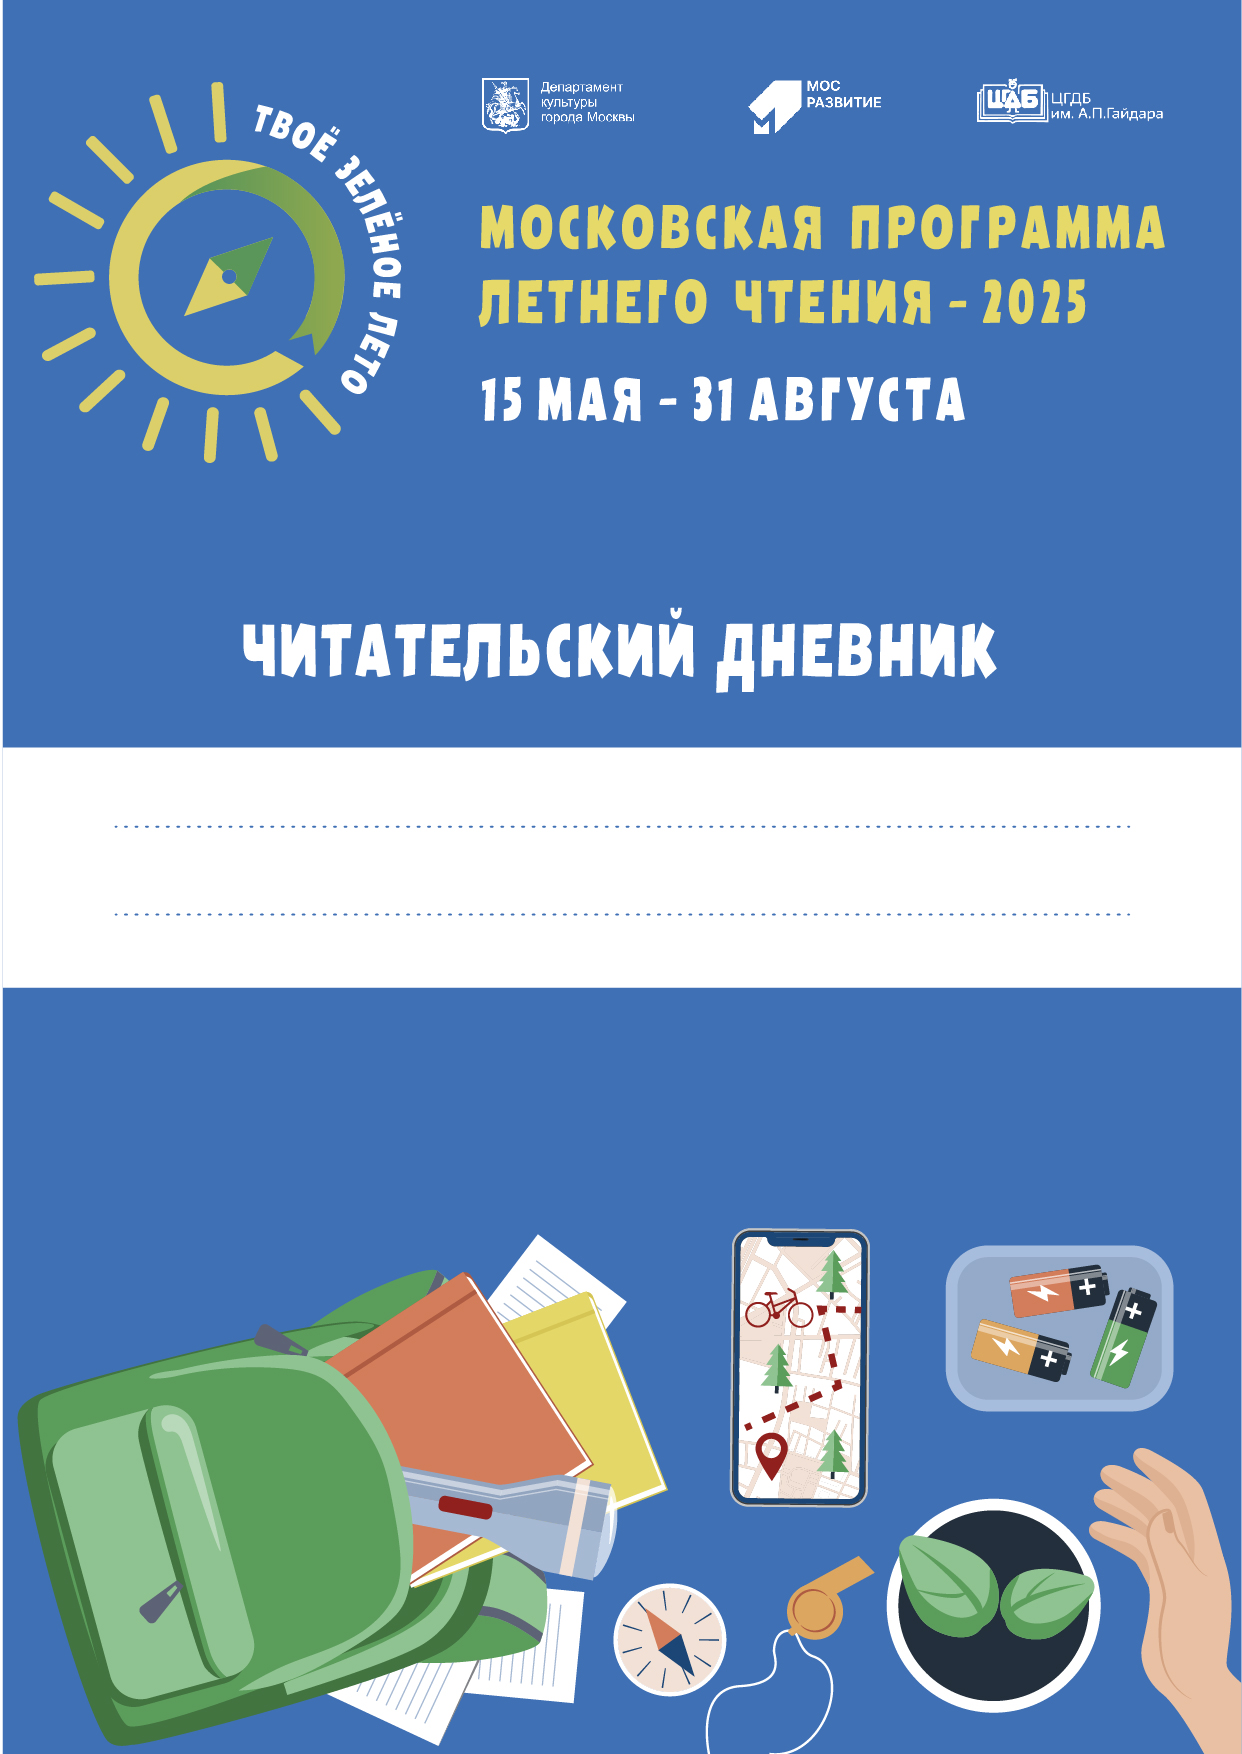 ТВОЁ ЗЕЛЁНОЕ ЛЕТО
Департамент
культуры
города Москвы
МОС
РАЗВИТИЕ
ЦГДБ
ЦГДБ
им. А.П.Гайдара
МОСКОВСКАЯ ПРОГРАММА
ЛЕТНЕГО ЧТЕНИЯ – 2025
15 МАЯ – 31 АВГУСТА
ЧИТАТЕЛЬСКИЙ ДНЕВНИК